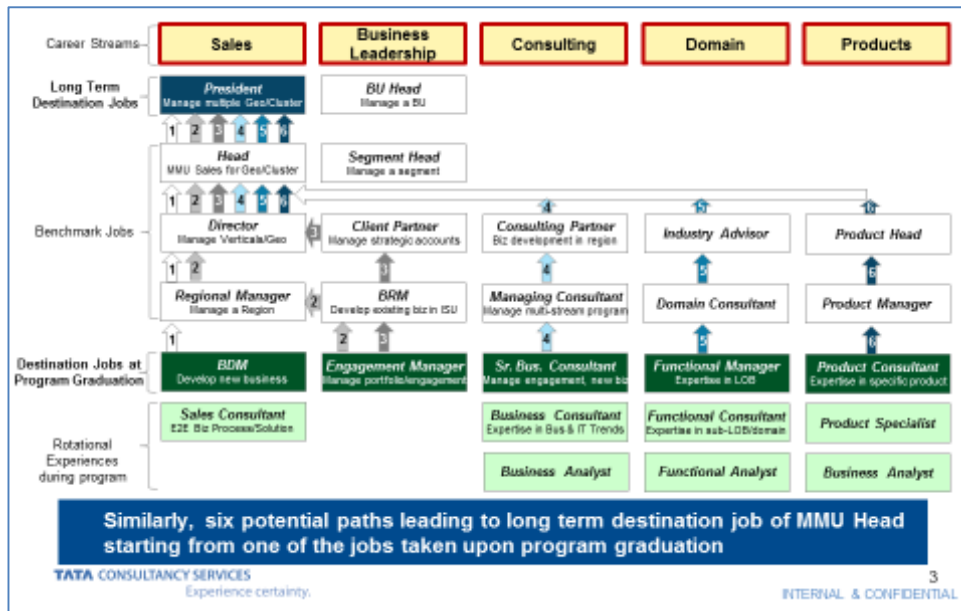 Career Streams
Sales
Business
Leadership
Consulting
Domain
Products
Long Term
Destination Jobs
President
Manage multiple Geo/Cluster
BU Head
Manage a BU
1 2 3 4 5 6
Head
MMU Sales for Geo/Cluster
Segment Head
Manage a segment
1 2 3 4 5 6
4
5
6
Benchmark Jobs
Director
Manage Verticals/Geo
3
Client Partner
Manage strategic accounts
Consulting Partner
Biz development in region
Industry Advisor
Product Head
1 2
3
4
5
6
Regional Manager
Manage a Region
2
BRM
Develop existing biz in ISU
Managing Consultant
Manage multi-stream program
Domain Consultant
Product Manager
1
2 3
4
5
6
Destination Jobs at
Program Graduation
BDM
Develop new business
Engagement Manager
Manage portfolio/engagement
Sr. Bus. Consultant
Manage engagement, new biz
Functional Manager
Expertise in LOB
Product Consultant
Expertise in specific product
Rotational
Experiences
during program
Sales Consultant
E2E Biz Process/Solution
Business Consultant
Expertise in Bus & IT Trends
Functional Consultant
Expertise in sub-LOB/domain
Product Specialist
Business Analyst
Functional Analyst
Business Analyst
Similarly, six potential paths leading to long term destination job of MMU Head
starting from one of the jobs taken upon program graduation
TATA CONSULTANCY SERVICES
Experience certainty.
3
INTERNAL & CONFIDENTIAL